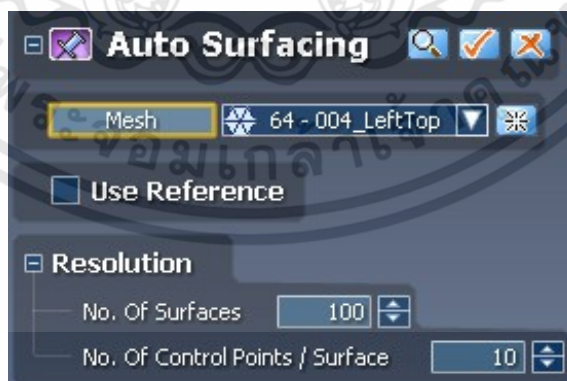 Auto Surfacing
Mesh 64 - 004_LeftTop
Use Reference
Resolution
No. Of Surfaces 100
No. Of Control Points / Surface 10